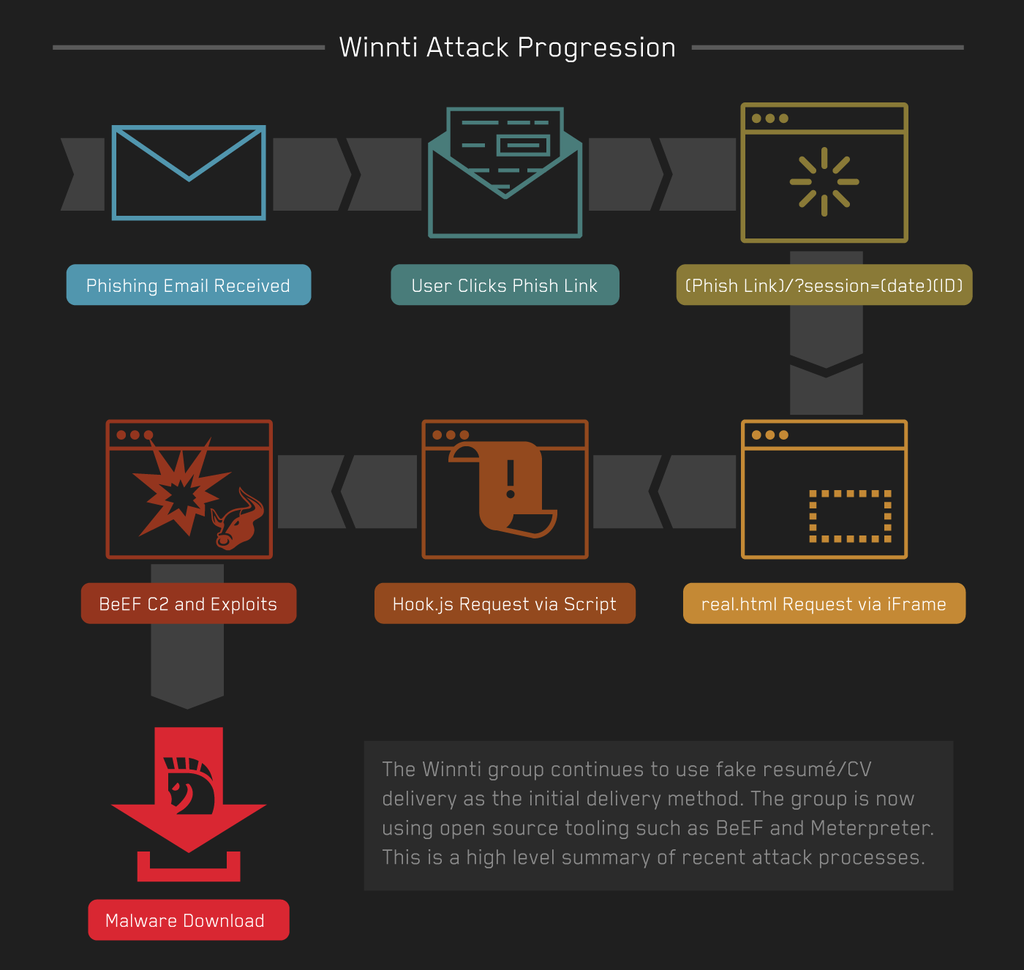 Winnti Attack Progression
Phishing Email Received
User Clicks Phish Link
(Phish Link)/?session=(date)(ID)
BeEF C2 and Exploits
Hook.js Request via Script
real.html Request via iFrame
The Winnti group continues to use fake resumé/CV
delivery as the initial delivery method. The group is now
using open source tooling such as BeEF and Meterpreter.
This is a high level summary of recent attack processes.
Malware Download